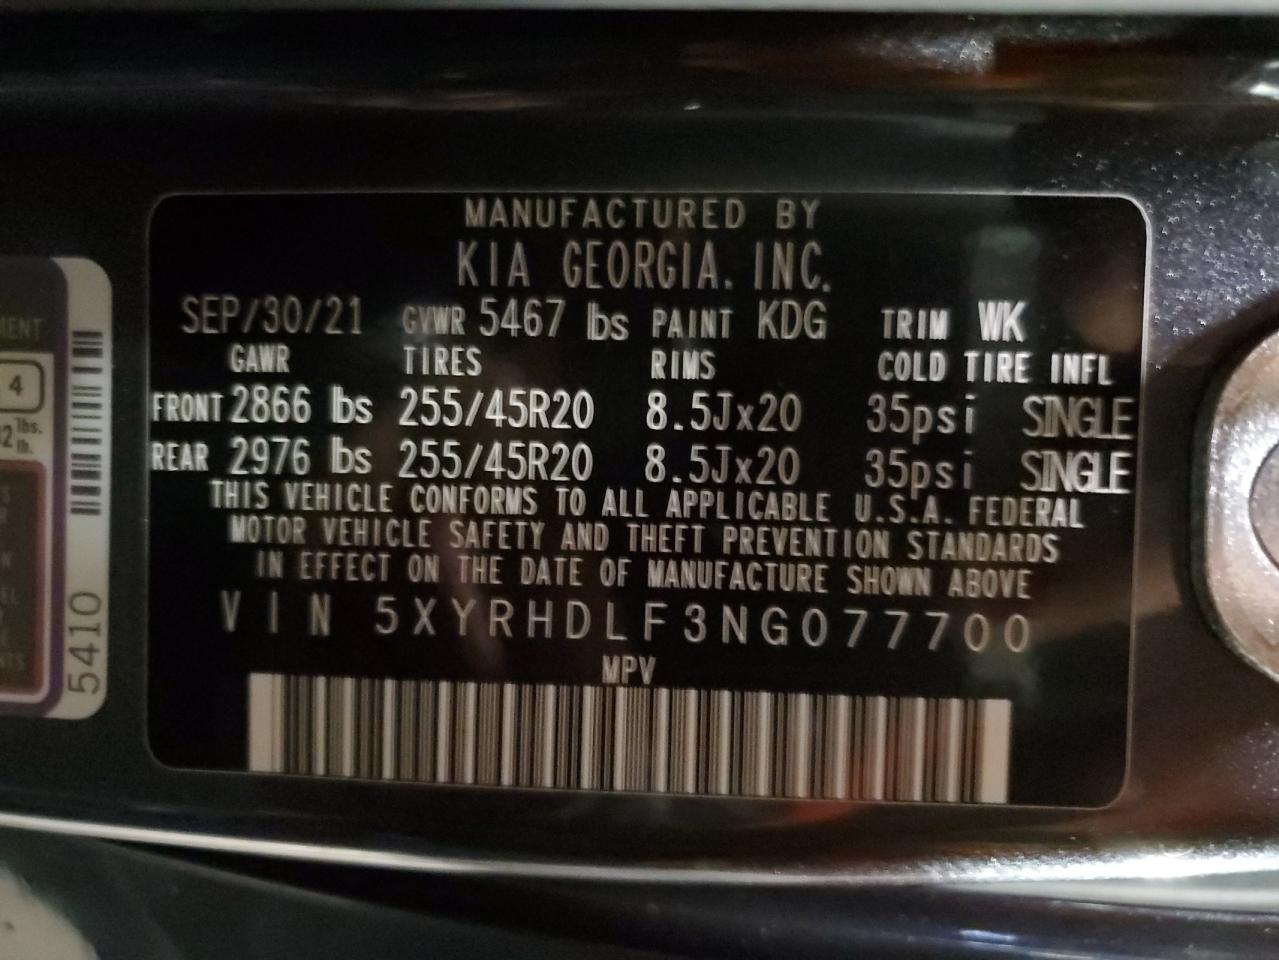 MANUFACTURED BY
KIA GEORGIA. INC.
SEP/30/21 GVWR 5467 lbs PAINT KDG TRIM WK
GAWR TIRES RIMS COLD TIRE INFL
FRONT 2866 lbs 255/45R20 8.5Jx20 35psi SINGLE
REAR 2976 lbs 255/45R20 8.5Jx20 35psi SINGLE
THIS VEHICLE CONFORMS TO ALL APPLICABLE U.S.A. FEDERAL
MOTOR VEHICLE SAFETY AND THEFT PREVENTION STANDARDS
IN EFFECT ON THE DATE OF MANUFACTURE SHOWN ABOVE
VIN 5XYRHDLF3NG077700
MPV
4
lbs.
lb.
5410